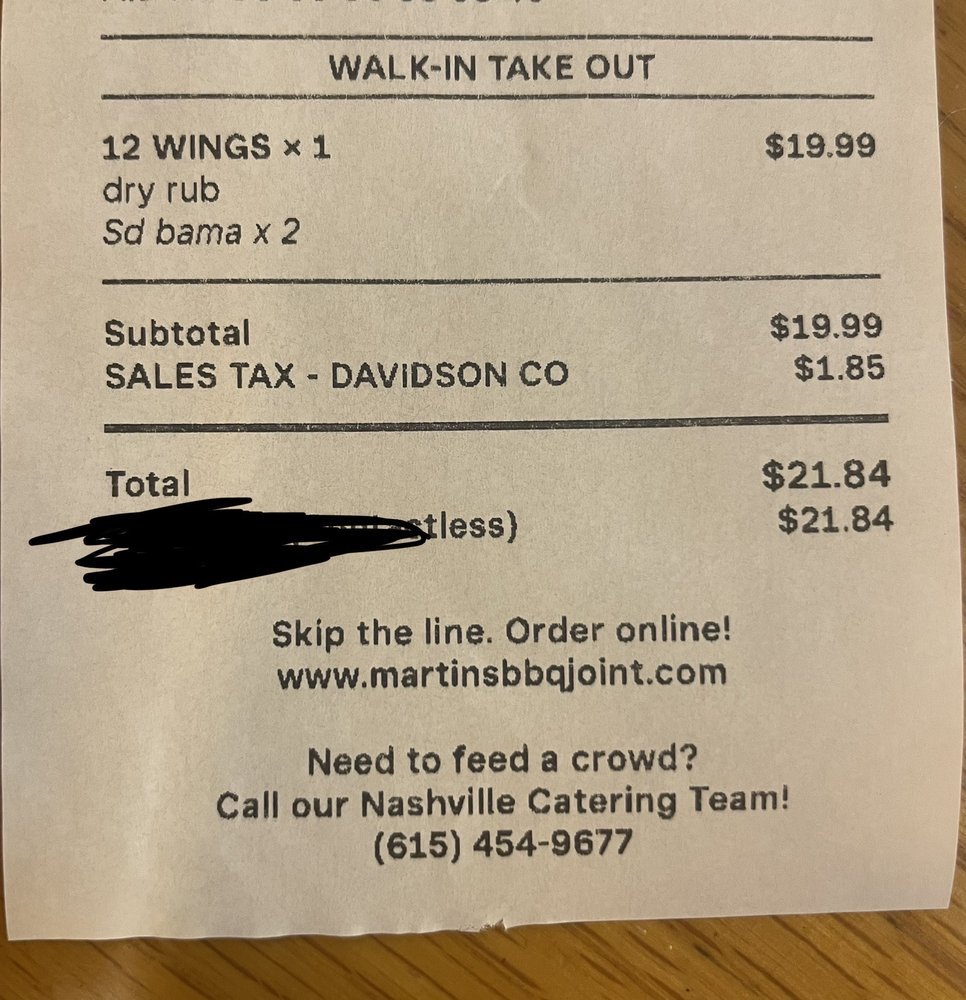 WALK-IN TAKE OUT
12 WINGS × 1 $19.99
dry rub
Sd bama x 2
Subtotal $19.99
SALES TAX - DAVIDSON CO $1.85
Total $21.84
$21.84
Skip the line. Order online!
www.martinsbbqjoint.com
Need to feed a crowd?
Call our Nashville Catering Team!
(615) 454-9677